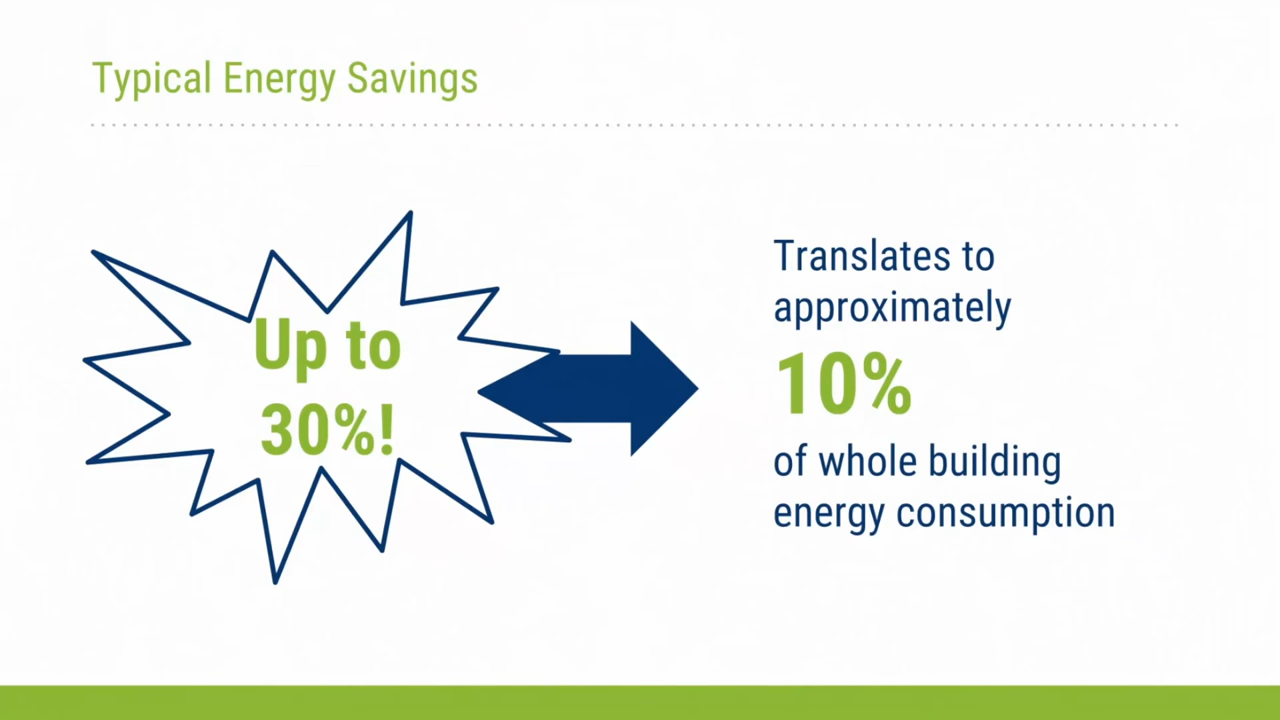 Typical Energy Savings
Up to
30%!
Translates to
approximately
10%
of whole building
energy consumption